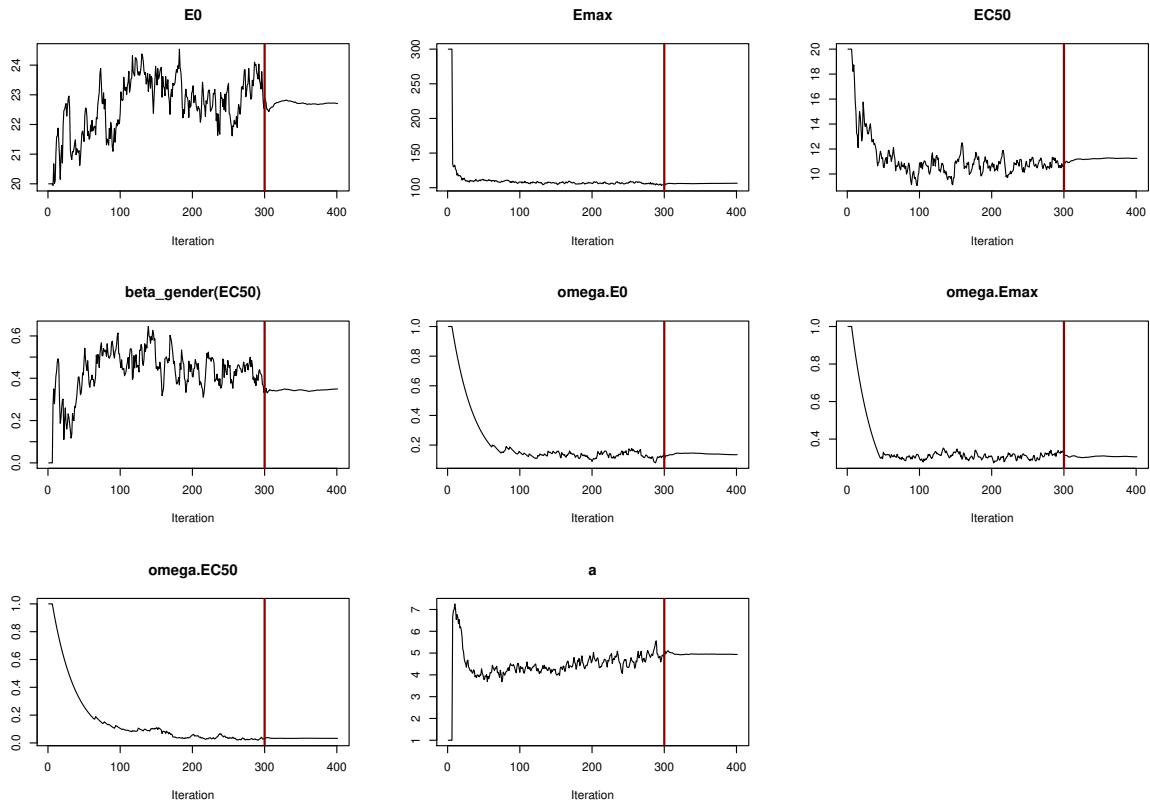 E0 Emax EC50
24 300 20
23 250 18
22 200 16
21 150 14
20 100 12
10
0 100 200 300 400 0 100 200 300 400 0 100 200 300 400
Iteration Iteration Iteration
beta_gender(EC50) omega.E0 omega.Emax
0.6 1.0 1.0
0.4 0.8 0.8
0.2 0.6 0.6
0.0 0.4 0.4
0.2
0 100 200 300 400 0 100 200 300 400 0 100 200 300 400
Iteration Iteration Iteration
omega.EC50 a
1.0 7
0.8 6
0.6 5
0.4 4
0.2 3
0.0 2
1
0 100 200 300 400 0 100 200 300 400
Iteration Iteration